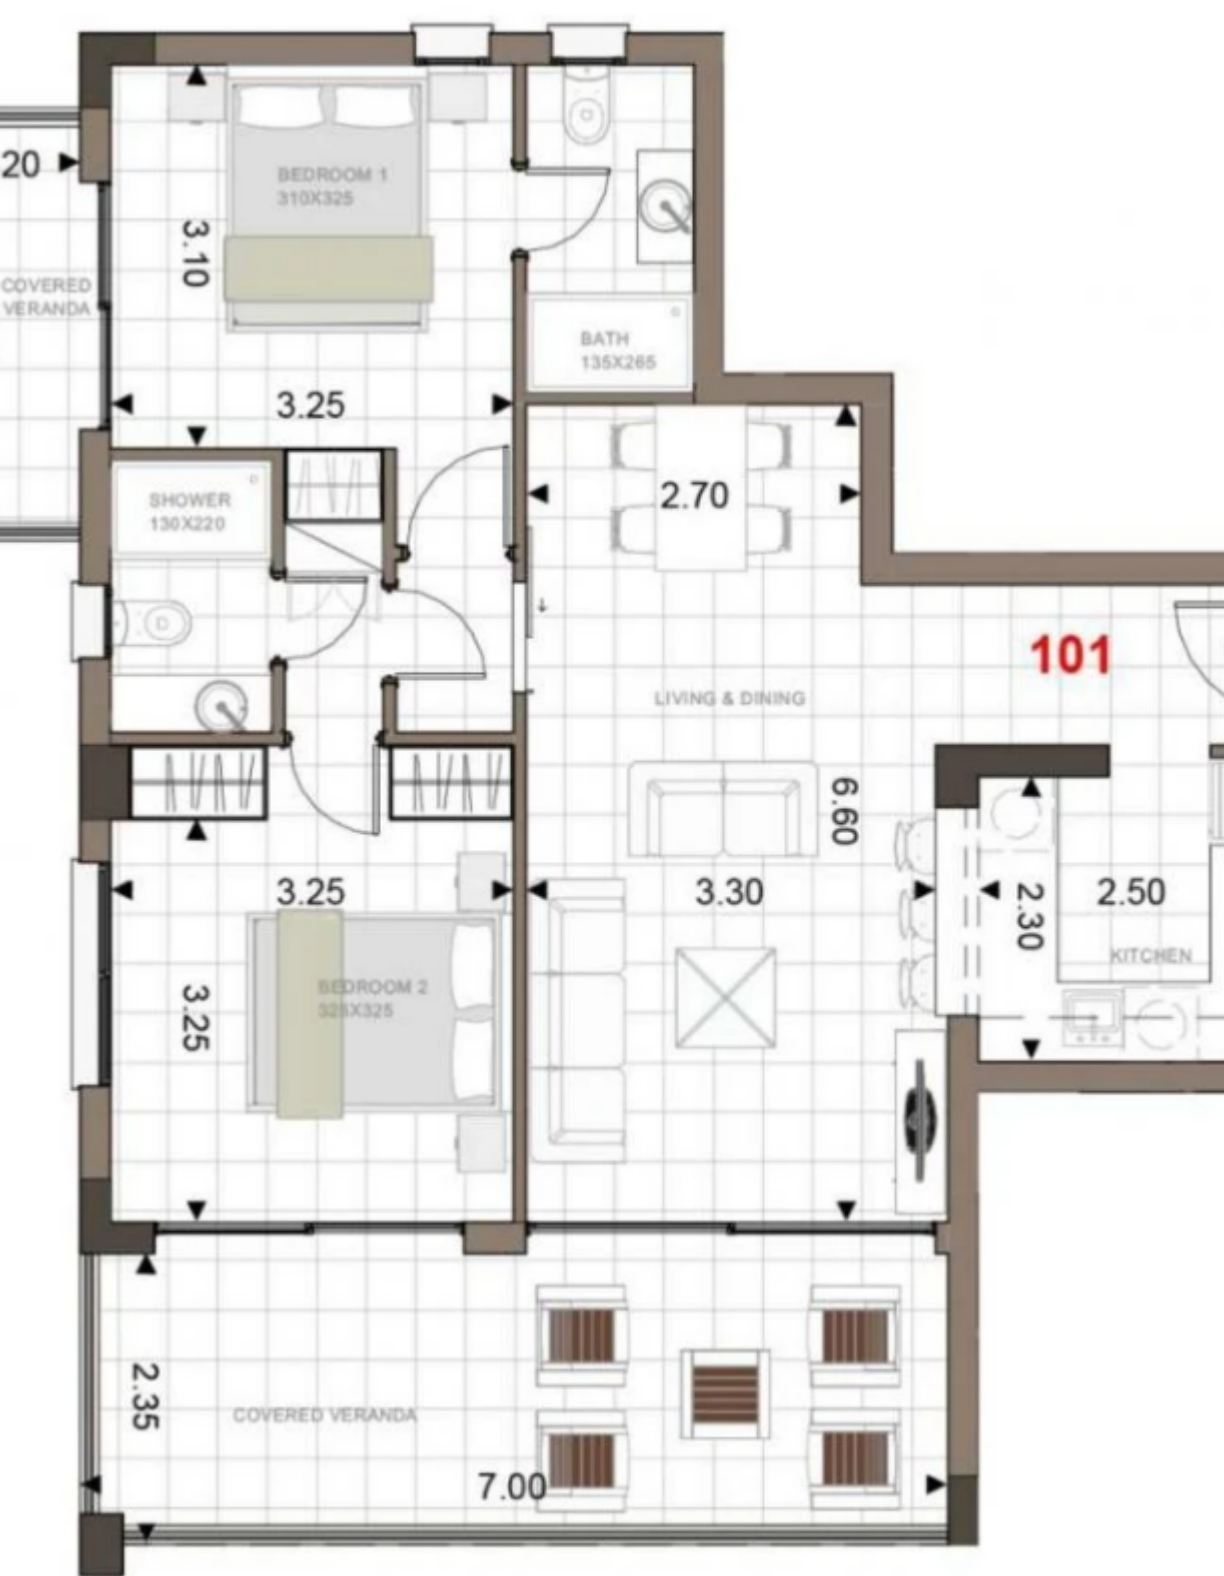 BEDROOM 1
310X325
20
3.10
COVERED
VERANDA
BATH
135X265
3.25
SHOWER
130X220
2.70
101
LIVING & DINING
6.60
3.25
3.30
2.30
2.50
KITCHEN
BEDROOM 2
325X325
3.25
2.35
COVERED VERANDA
7.00